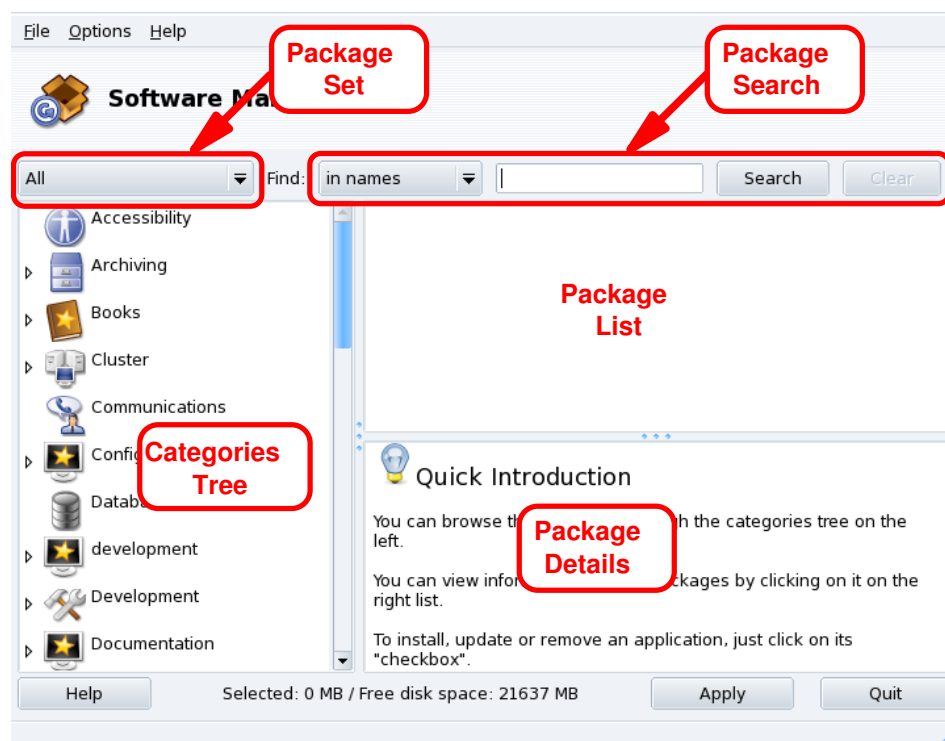 File Options Help
Package
Set
Package
Search
Software Ma
All
Find:
in names
Search
Clear
Accessibility
Archiving
Books
Cluster
Communications
Config
Databa
development
Development
Documentation
Categories
Tree
Package
List
Quick Introduction
You can browse th gh the categories tree on the
left.
You can view infor ckages by clicking on it on the
right list.
To install, update or remove an application, just click on its
"checkbox".
Package
Details
Help
Selected: 0 MB / Free disk space: 21637 MB
Apply
Quit